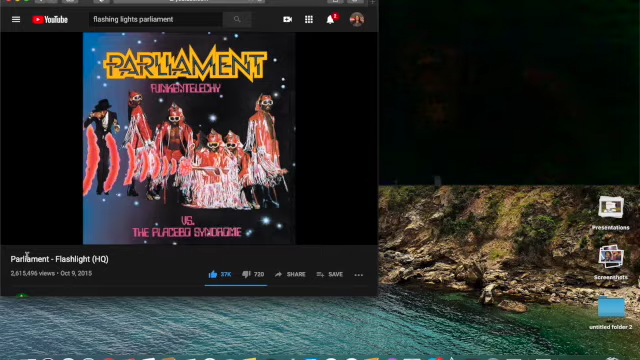 YouTube
flashing lights parliament
PARLIAMENT
FUNKENTELECHY
VS.
THE PLACEBO SYNDROME
Parliament - Flashlight (HQ)
2,615,496 views • Oct 9, 2015
37K
720
SHARE
SAVE
Presentations
Screenshots
untitled folder 2